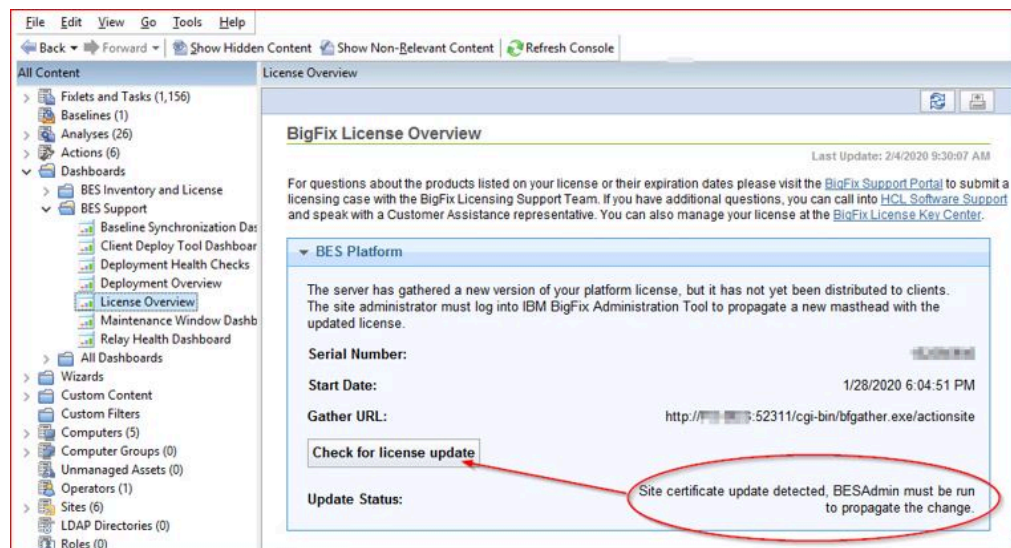 File Edit View Go Tools Help
Back Forward Show Hidden Content Show Non-Relevant Content Refresh Console
All Content
Fixlets and Tasks (1,156)
Baselines (1)
Analyses (26)
Actions (6)
Dashboards
BES Inventory and License
BES Support
Baseline Synchronization Das
Client Deploy Tool Dashboar
Deployment Health Checks
Deployment Overview
License Overview
Maintenance Window Dashb
Relay Health Dashboard
All Dashboards
Wizards
Custom Content
Custom Filters
Computers (5)
Computer Groups (0)
Unmanaged Assets (0)
Operators (1)
Sites (6)
LDAP Directories (0)
Roles (0)
License Overview
BigFix License Overview
Last Update: 2/4/2020 9:30:07 AM
For questions about the products listed on your license or their expiration dates please visit the BigFix Support Portal to submit a
licensing case with the BigFix Licensing Support Team. If you have additional questions, you can call into HCL Software Support
and speak with a Customer Assistance representative. You can also manage your license at the BigFix License Key Center.
BES Platform
The server has gathered a new version of your platform license, but it has not yet been distributed to clients.
The site administrator must log into IBM BigFix Administration Tool to propagate a new masthead with the
updated license.
Serial Number:
Start Date: 1/28/2020 6:04:51 PM
Gather URL: http:// :52311/cgi-bin/bfgather.exe/actionsite
Check for license update
Update Status: Site certificate update detected, BESAdmin must be run
to propagate the change.